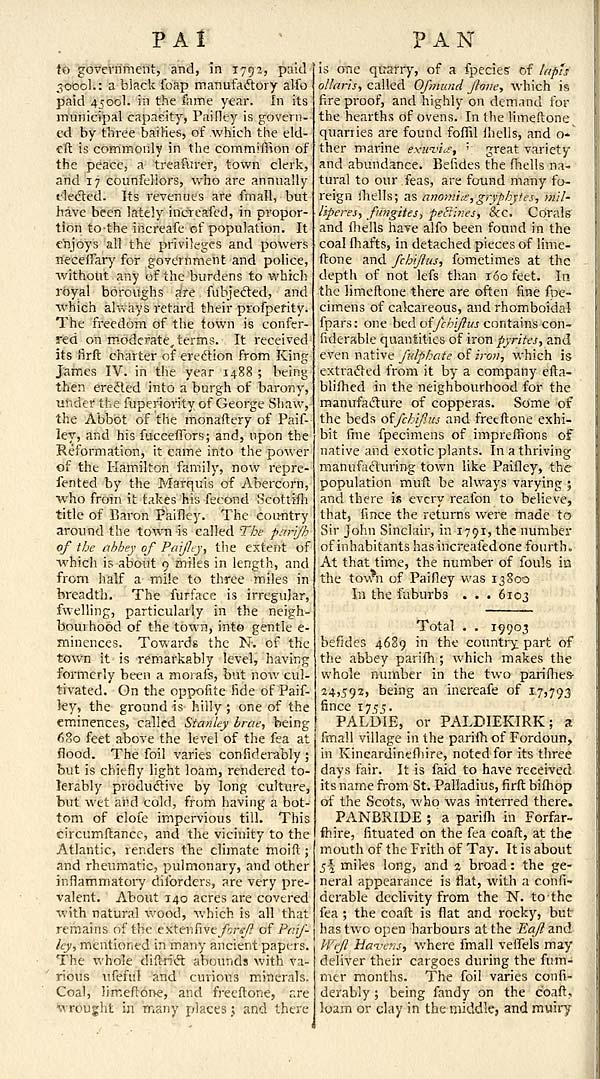 PAI
PAN
to government, and, in 1792, paid
3000l.: a black ſoap manufactory alſo
paid 4500l. in the ſame year. In its
municipal capacity, Paiſley is govern-
ed by three bailies, of which the eld-
eſt is commonly in the commiſſion of
the peace, a treaſurer, town clerk,
and 17 counſellors, who are annually
elected. Its revenues are ſmall, but
have been lately increaſed, in propor-
tion to the increaſe of population. It
enjoys all the privileges and powers
neceſſary for government and police,
without any of the burdens to which
royal boroughs are ſubjected, and
which always retard their proſperity.
The freedom of the town is confer-
red on moderate terms. It received
its firſt charter of erection from King
James IV. in the year 1488; being
then erected into a burgh of barony,
under the ſuperiority of George Shaw,
the Abbot of the monaſtery of Paiſ-
ley, and his ſucceſſors; and, upon the
Reformation, it came into the power
of the Hamilton family, now repre-
ſented by the Marquis of Abercorn,
who from it takes his ſecond Scottiſh
title of Baron Paiſley. The country
around the town is called The pariſh
of the abbey of Paiſley, the extent of
which is about 9 miles in length, and
from half a mile to three miles in
breadth. The ſurface is irregular,
ſwelling, particularly in the neigh-
bourhood of the town, into gentle e-
minences. Towards the N. of the
town it is remarkably level, having
formerly been a moraſs, but now cul-
tivated. On the oppoſite ſide of Paiſ-
ley, the ground is hilly; one of the
eminences, called Stanley brae, being
680 feet above the level of the ſea at
flood. The ſoil varies conſiderably;
but is chiefly light loam, rendered to-
lerably productive by long culture,
but wet and cold, from having a bot-
tom of cloſe impervious till. This
circumſtance, and the vicinity to the
Atlantic, renders the climate moiſt;
and rheumatic, pulmonary, and other
inflammatory diſorders, are very pre-
valent. About 140 acres are covered
with natural wood, which is all that
remains of the extenſive foreſt of Paiſ-
ley, mentioned in many ancient papers.
The whole diſtrict abounds with va-
rious uſeful and curious minerals.
Coal, limeſtone, and freeſtone, are
wrought in many places; and there
is one quarry, of a ſpecies of lapis
ollaris, called Oſmund ſtone, which is
fire proof, and highly on demand for
the hearths of ovens. In the limeſtone
quarries are found foſſil ſhells, and o-
ther marine exuviæ, great variety
and abundance. Beſides the ſhells na-
tural to our ſeas, are found many fo-
reign ſhells; as anomiæ, gryphytes, mil-
liperes, fungites, pectines, &c. Corals
and ſhells have alſo been found in the
coal ſhafts, in detached pieces of lime-
ſtone and ſchiſtus, ſometimes at the
depth of not leſs than 160 feet. In
the limeſtone there are often fine ſpe-
cimens of calcareous, and rhomboidal
ſpars: one bed of ſchiſtus contains con-
ſiderable quantities of iron pyrites, and
even native ſulphate of iron, which is
extracted from it by a company eſta-
bliſhed in the neighbourhood for the
manufacture of copperas. Some of
the beds of ſchiſtus and freeſtone exhi-
bit fine ſpecimens of impreſſions of
native and exotic plants. In a thriving
manufacturing town like Paiſley, the
population muſt be always varying;
and there is every reaſon to believe,
that, ſince the returns were made to
Sir John Sinclair, in 1791, the number
of inhabitants has increaſed one fourth.
At that time, the number of ſouls in
the town of Paiſley was 13800
In the ſuburbs . . . 6103
Total . . 19903
beſides 4689 in the country part of
the abbey pariſh; which makes the
whole number in the two pariſhes
24,592, being an increaſe of 17,793
ſince 1755.
PALDIE, or PALDIEKIRK; a
ſmall village in the pariſh of Fordoun,
in Kincardineſhire, noted for its three
days fair. It is ſaid to have received
its name from St. Palladius, firſt biſhop
of the Scots, who was interred there.
PANBRIDE; a pariſh in Forfar-
ſhire, ſituated on the ſea coaſt, at the
mouth of the Frith of Tay. It is about
5½ miles long, and 2 broad: the ge-
neral appearance is flat, with a conſi-
derable declivity from the N. to the
ſea; the coaſt is flat and rocky, but
has two open harbours at the Eaſt and
Weſt Havens, where ſmall veſſels may
deliver their cargoes during the ſum-
mer months. The ſoil varies conſi-
derably; being ſandy on the coaſt,
loam or clay in the middle, and muiry